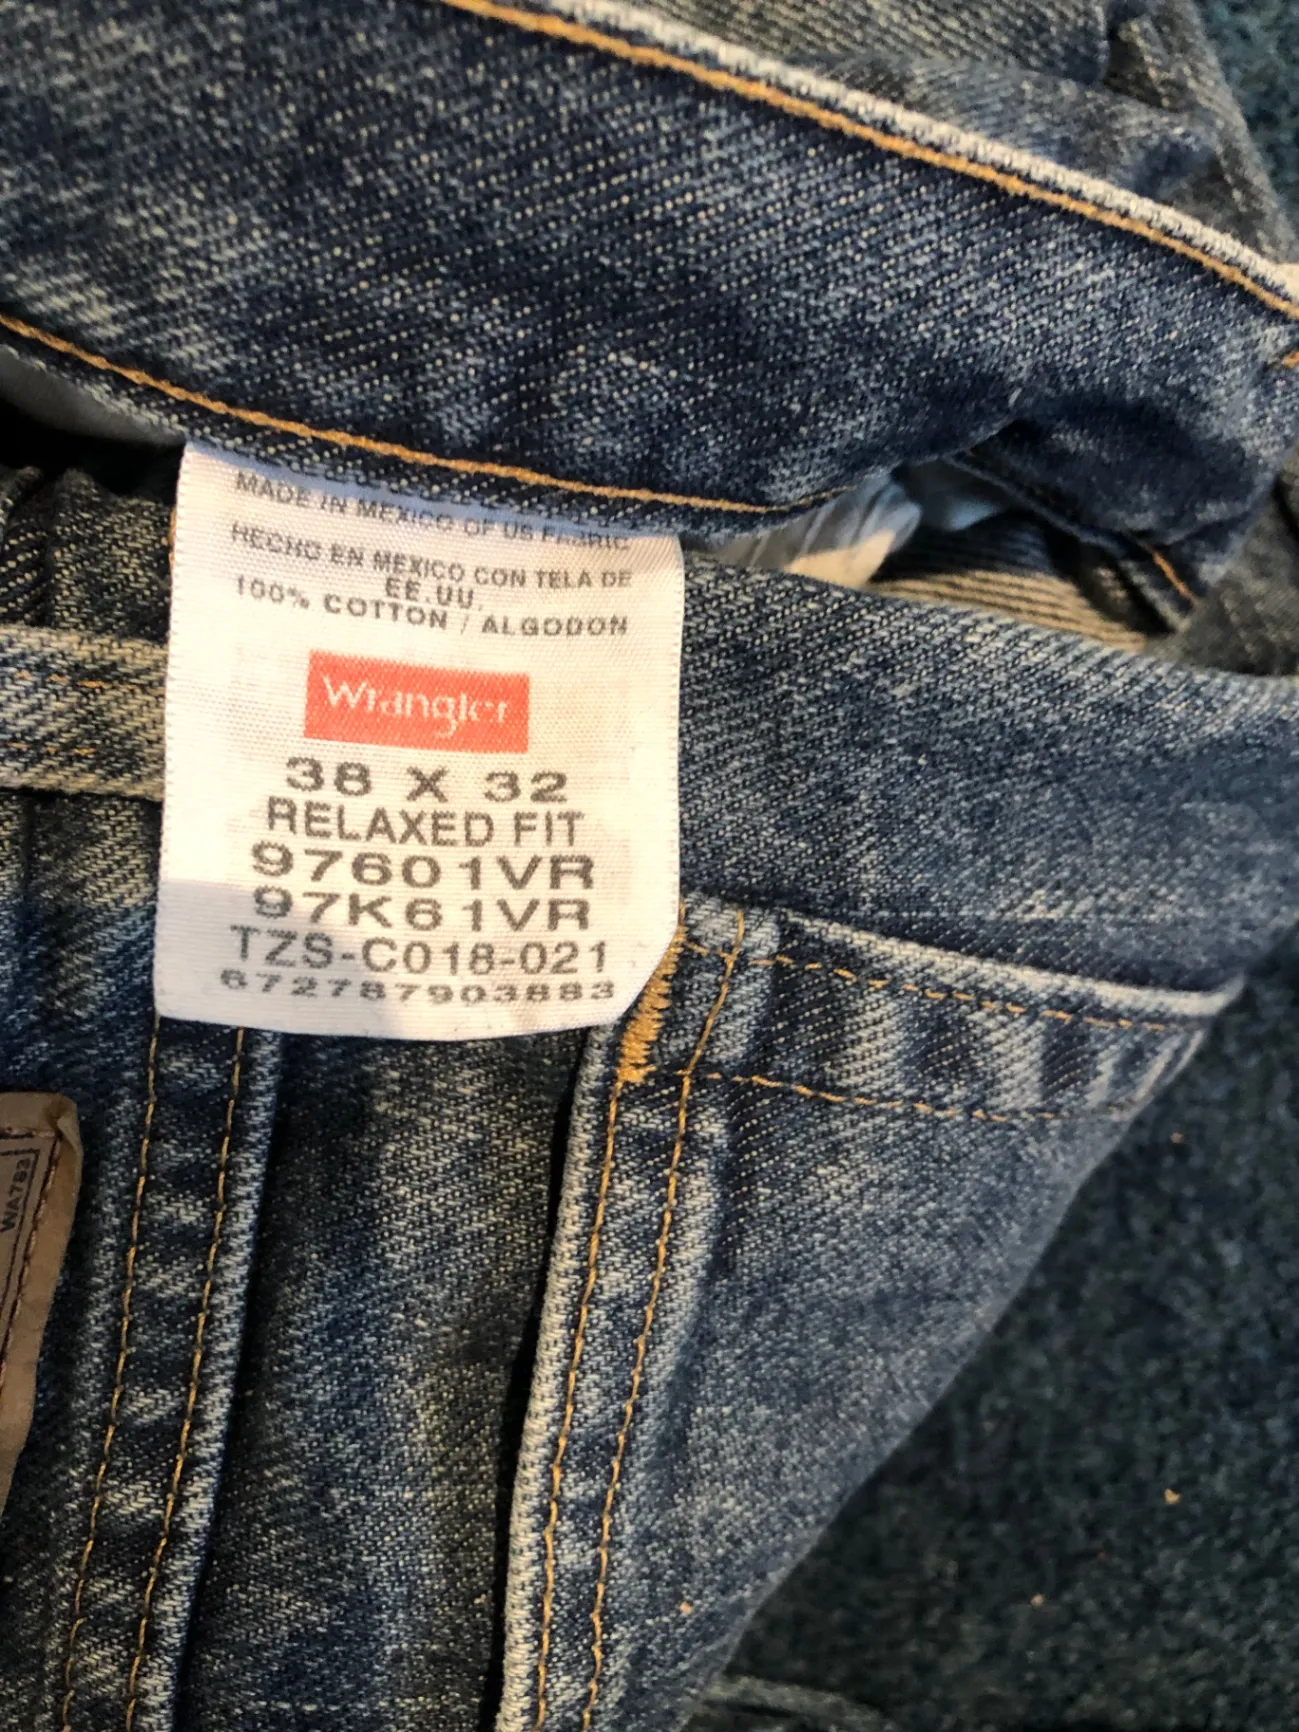 MADE IN MEXICO OF US FABRIC
HECHO EN MEXICO CON TELA DE
EE.UU.
100% COTTON / ALGODON
Wrangler
38 X 32
RELAXED FIT
97601VR
97K61VR
TZS-C018-021
672787903883
WA783